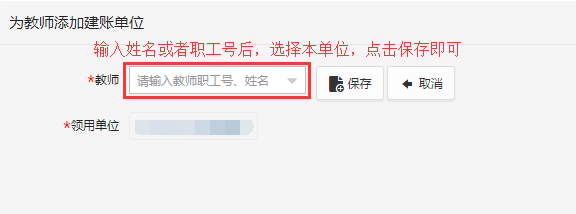 为教师添加建账单位
输入姓名或者职工号后，选择本单位，点击保存即可
*教师 请输入教师职工号、姓名 保存 取消
*领用单位